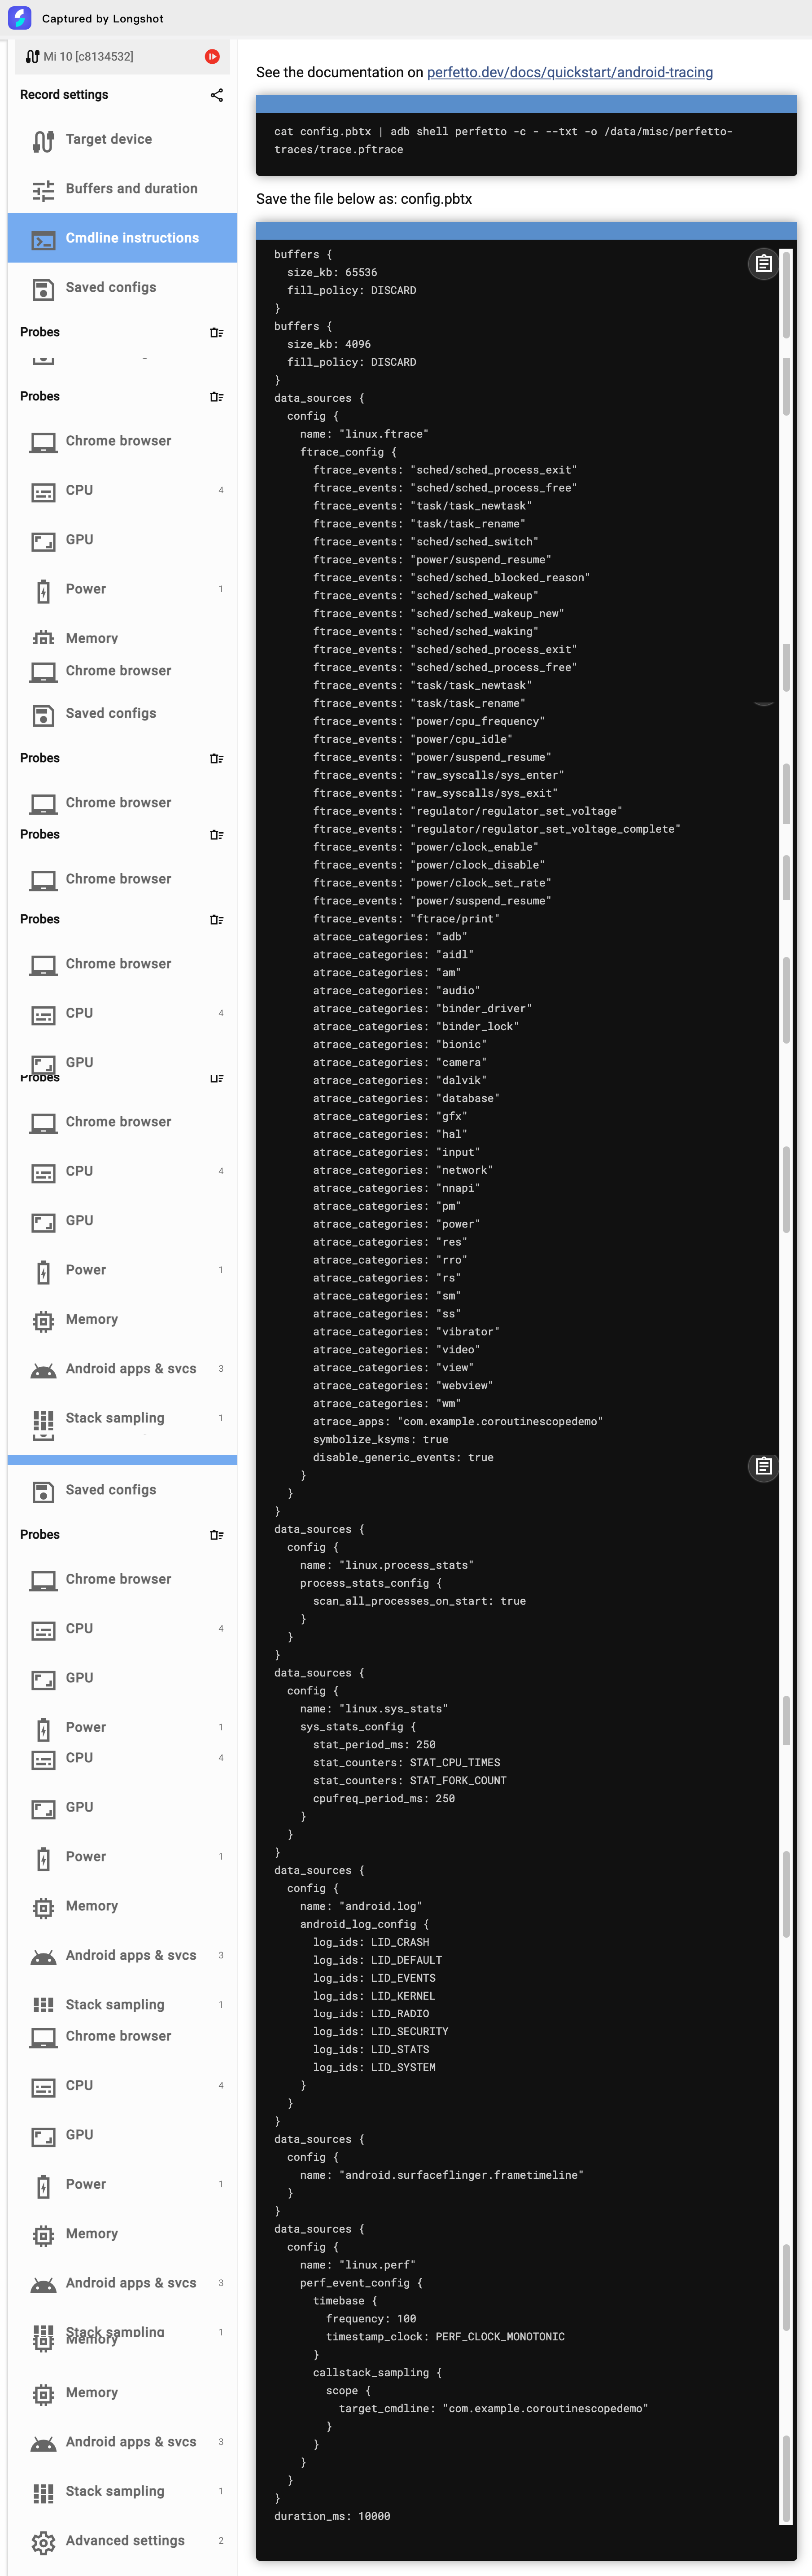 Captured by Longshot
Mi 10 [c8134532]
Record settings
Target device
Buffers and duration
Cmdline instructions
Saved configs
Probes
Probes
Chrome browser
CPU 4
GPU
Power 1
Memory
Chrome browser
Saved configs
Probes
Chrome browser
Probes
Chrome browser
Probes
Chrome browser
CPU 4
GPU
Probes
Chrome browser
CPU 4
GPU
Power 1
Memory
Android apps & svcs 3
Stack sampling 1
Saved configs
Probes
Chrome browser
CPU 4
GPU
Power 1
CPU 4
GPU
Power 1
Memory
Android apps & svcs 3
Stack sampling 1
Chrome browser
CPU 4
GPU
Power 1
Memory
Android apps & svcs 3
Stack sampling 1
Memory
Memory
Android apps & svcs 3
Stack sampling 1
Advanced settings 2
See the documentation on perfetto.dev/docs/quickstart/android-tracing
cat config.pbtx | adb shell perfetto -c - --txt -o /data/misc/perfetto-
traces/trace.pftrace
Save the file below as: config.pbtx
buffers {
  size_kb: 65536
  fill_policy: DISCARD
}
buffers {
  size_kb: 4096
  fill_policy: DISCARD
}
data_sources {
  config {
    name: "linux.ftrace"
    ftrace_config {
      ftrace_events: "sched/sched_process_exit"
      ftrace_events: "sched/sched_process_free"
      ftrace_events: "task/task_newtask"
      ftrace_events: "task/task_rename"
      ftrace_events: "sched/sched_switch"
      ftrace_events: "power/suspend_resume"
      ftrace_events: "sched/sched_blocked_reason"
      ftrace_events: "sched/sched_wakeup"
      ftrace_events: "sched/sched_wakeup_new"
      ftrace_events: "sched/sched_waking"
      ftrace_events: "sched/sched_process_exit"
      ftrace_events: "sched/sched_process_free"
      ftrace_events: "task/task_newtask"
      ftrace_events: "task/task_rename"
      ftrace_events: "power/cpu_frequency"
      ftrace_events: "power/cpu_idle"
      ftrace_events: "power/suspend_resume"
      ftrace_events: "raw_syscalls/sys_enter"
      ftrace_events: "raw_syscalls/sys_exit"
      ftrace_events: "regulator/regulator_set_voltage"
      ftrace_events: "regulator/regulator_set_voltage_complete"
      ftrace_events: "power/clock_enable"
      ftrace_events: "power/clock_disable"
      ftrace_events: "power/clock_set_rate"
      ftrace_events: "power/suspend_resume"
      ftrace_events: "ftrace/print"
      atrace_categories: "adb"
      atrace_categories: "aidl"
      atrace_categories: "am"
      atrace_categories: "audio"
      atrace_categories: "binder_driver"
      atrace_categories: "binder_lock"
      atrace_categories: "bionic"
      atrace_categories: "camera"
      atrace_categories: "dalvik"
      atrace_categories: "database"
      atrace_categories: "gfx"
      atrace_categories: "hal"
      atrace_categories: "input"
      atrace_categories: "network"
      atrace_categories: "nnapi"
      atrace_categories: "pm"
      atrace_categories: "power"
      atrace_categories: "res"
      atrace_categories: "rro"
      atrace_categories: "rs"
      atrace_categories: "sm"
      atrace_categories: "ss"
      atrace_categories: "vibrator"
      atrace_categories: "video"
      atrace_categories: "view"
      atrace_categories: "webview"
      atrace_categories: "wm"
      atrace_apps: "com.example.coroutinescopedemo"
      symbolize_ksyms: true
      disable_generic_events: true
    }
  }
}
data_sources {
  config {
    name: "linux.process_stats"
    process_stats_config {
      scan_all_processes_on_start: true
    }
  }
}
data_sources {
  config {
    name: "linux.sys_stats"
    sys_stats_config {
      stat_period_ms: 250
      stat_counters: STAT_CPU_TIMES
      stat_counters: STAT_FORK_COUNT
      cpufreq_period_ms: 250
    }
  }
}
data_sources {
  config {
    name: "android.log"
    android_log_config {
      log_ids: LID_CRASH
      log_ids: LID_DEFAULT
      log_ids: LID_EVENTS
      log_ids: LID_KERNEL
      log_ids: LID_RADIO
      log_ids: LID_SECURITY
      log_ids: LID_STATS
      log_ids: LID_SYSTEM
    }
  }
}
data_sources {
  config {
    name: "android.surfaceflinger.frametimeline"
  }
}
data_sources {
  config {
    name: "linux.perf"
    perf_event_config {
      timebase {
        frequency: 100
        timestamp_clock: PERF_CLOCK_MONOTONIC
      }
      callstack_sampling {
        scope {
          target_cmdline: "com.example.coroutinescopedemo"
        }
      }
    }
  }
}
duration_ms: 10000